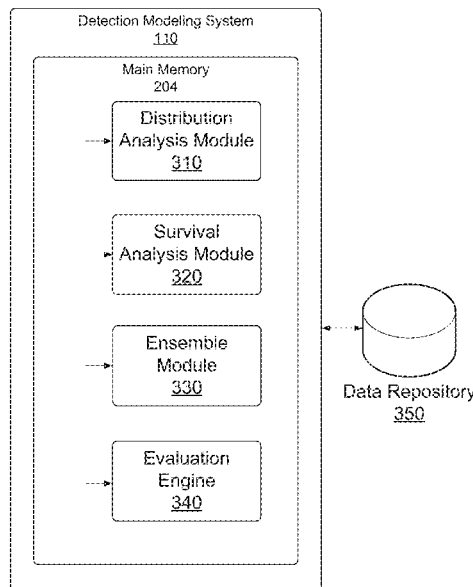 Detection Modeling System
110
Main Memory
204
Distribution
Analysis Module
310
Survival
Analysis Module
320
Ensemble
Module
330
Evaluation
Engine
340
Data Repository
350